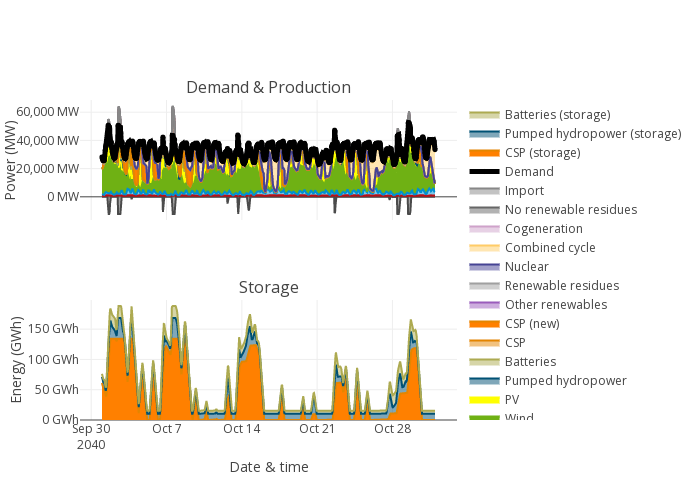 Demand & Production
60,000 MW
40,000 MW
20,000 MW
0 MW
Power (MW)
Storage
150 GWh
100 GWh
50 GWh
0 GWh
Energy (GWh)
Sep 30
2040
Oct 7
Oct 14
Oct 21
Oct 28
Date & time
Batteries (storage)
Pumped hydropower (storage)
CSP (storage)
Demand
Import
No renewable residues
Cogeneration
Combined cycle
Nuclear
Renewable residues
Other renewables
CSP (new)
CSP
Batteries
Pumped hydropower
PV
Wind